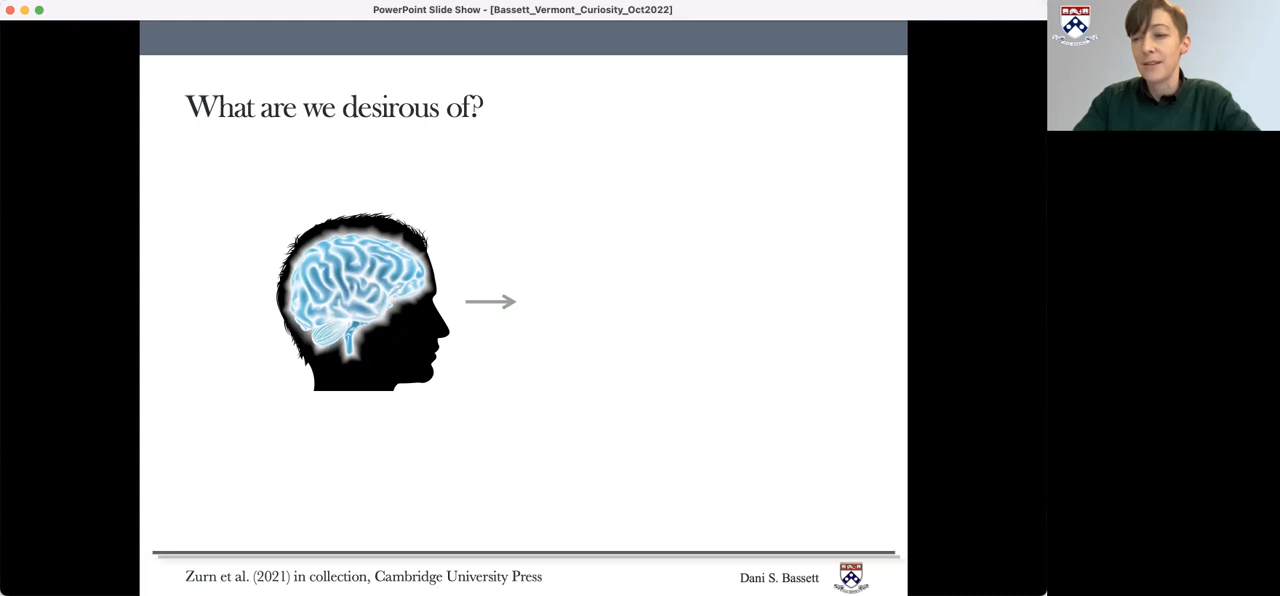 PowerPoint Slide Show - [Bassett_Vermont_Curiosity_Oct2022]
What are we desirous of?
Zurn et al. (2021) in collection, Cambridge University Press
Dani S. Bassett